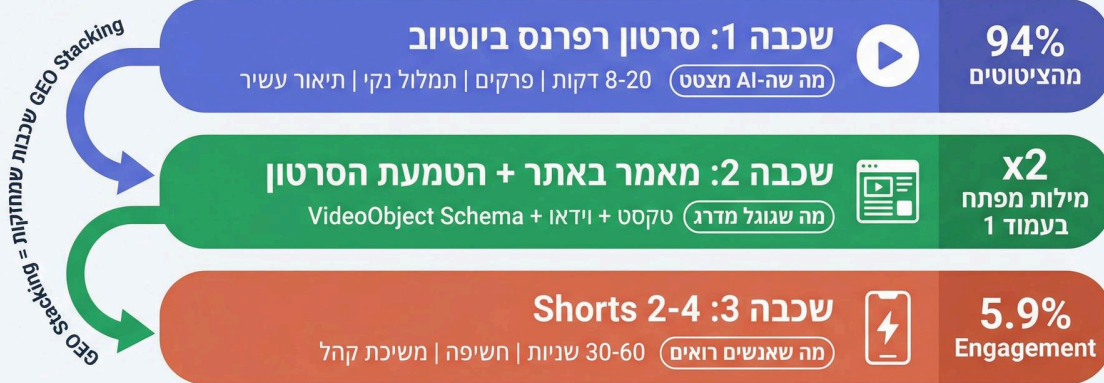 94%
מהציטוטים
שכבה 1: סרטון רפרנס ביוטיוב
מה שה-AI מצטט 8-20 דקות | פרקים | תמלול נקי | תיאור עשיר
x2
מילות מפתח
בעמוד 1
שכבה 2: מאמר באתר + הטמעת הסרטון
מה שגוגל מדרג טקסט + וידאו + VideoObject Schema
5.9%
Engagement
שכבה 3: 2-4 Shorts
מה שאנשים רואים 30-60 שניות | חשיפה | משיכת קהל
GEO Stacking = שכבות שמחזקות GEO Stacking